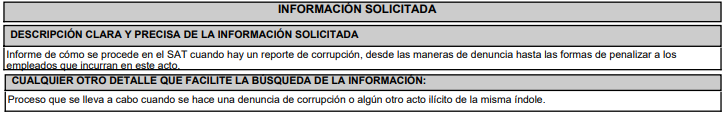 INFORMACIÓN SOLICITADA
DESCRIPCIÓN CLARA Y PRECISA DE LA INFORMACIÓN SOLICITADA
Informe de cómo se procede en el SAT cuando hay un reporte de corrupción, desde las maneras de denuncia hasta las formas de penalizar a los
empleados que incurran en este acto.
CUALQUIER OTRO DETALLE QUE FACILITE LA BÚSQUEDA DE LA INFORMACIÓN:
Proceso que se lleva a cabo cuando se hace una denuncia de corrupción o algún otro acto ilícito de la misma índole.